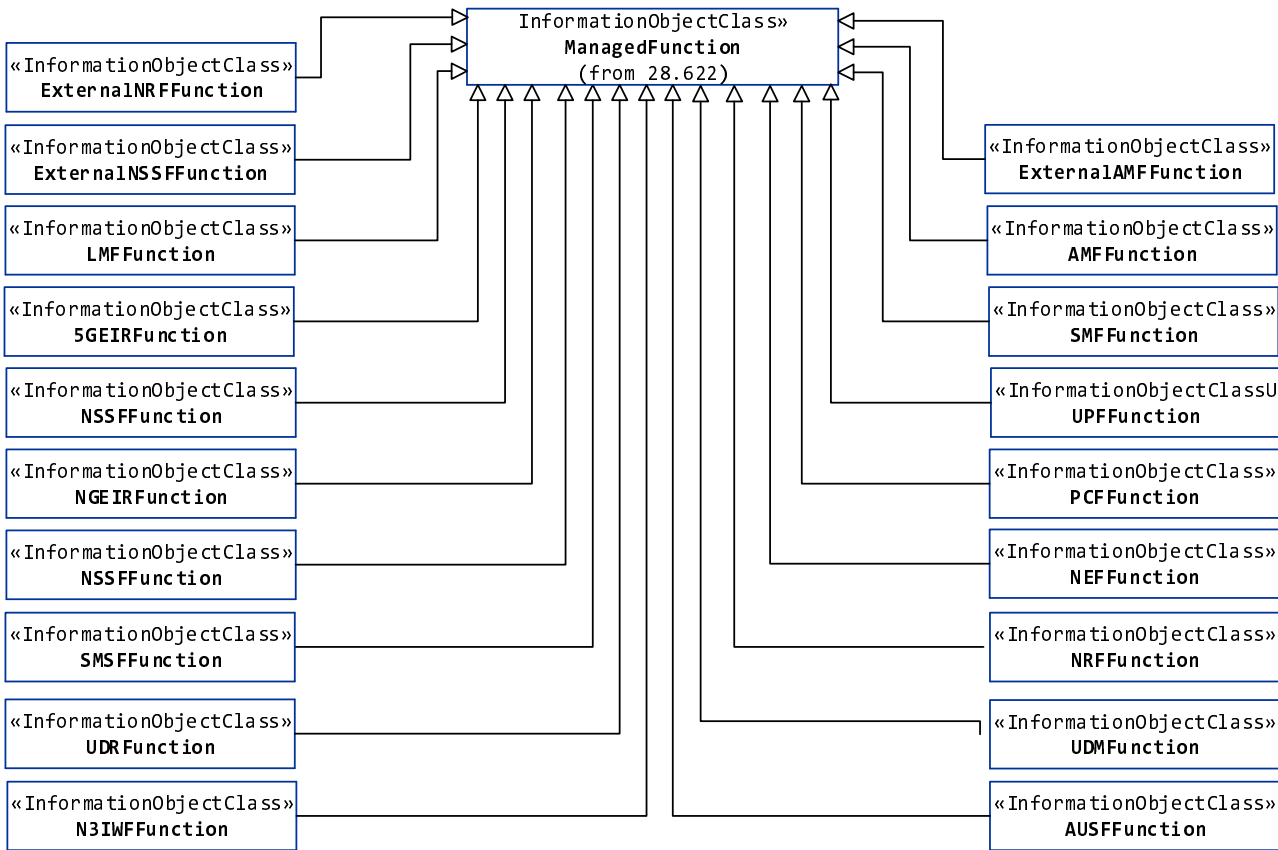 InformationObjectClass»
ManagedFunction
(from 28.622)
«InformationObjectClass»
ExternalNRFFunction
«InformationObjectClass»
ExternalNSSFFunction
«InformationObjectClass»
LMFFunction
«InformationObjectClass»
5GEIRFunction
«InformationObjectClass»
NSSFFunction
«InformationObjectClass»
NGEIRFunction
«InformationObjectClass»
NSSFFunction
«InformationObjectClass»
SMSFFunction
«InformationObjectClass»
UDRFunction
«InformationObjectClass»
N3IWFFunction
«InformationObjectClass»
ExternalAMFFunction
«InformationObjectClass»
AMFFunction
«InformationObjectClass»
SMFFunction
«InformationObjectClassU
UPFFunction
«InformationObjectClass»
PCFFunction
«InformationObjectClass»
NEFFunction
«InformationObjectClass»
NRFFunction
«InformationObjectClass»
UDMFunction
«InformationObjectClass»
AUSFFunction